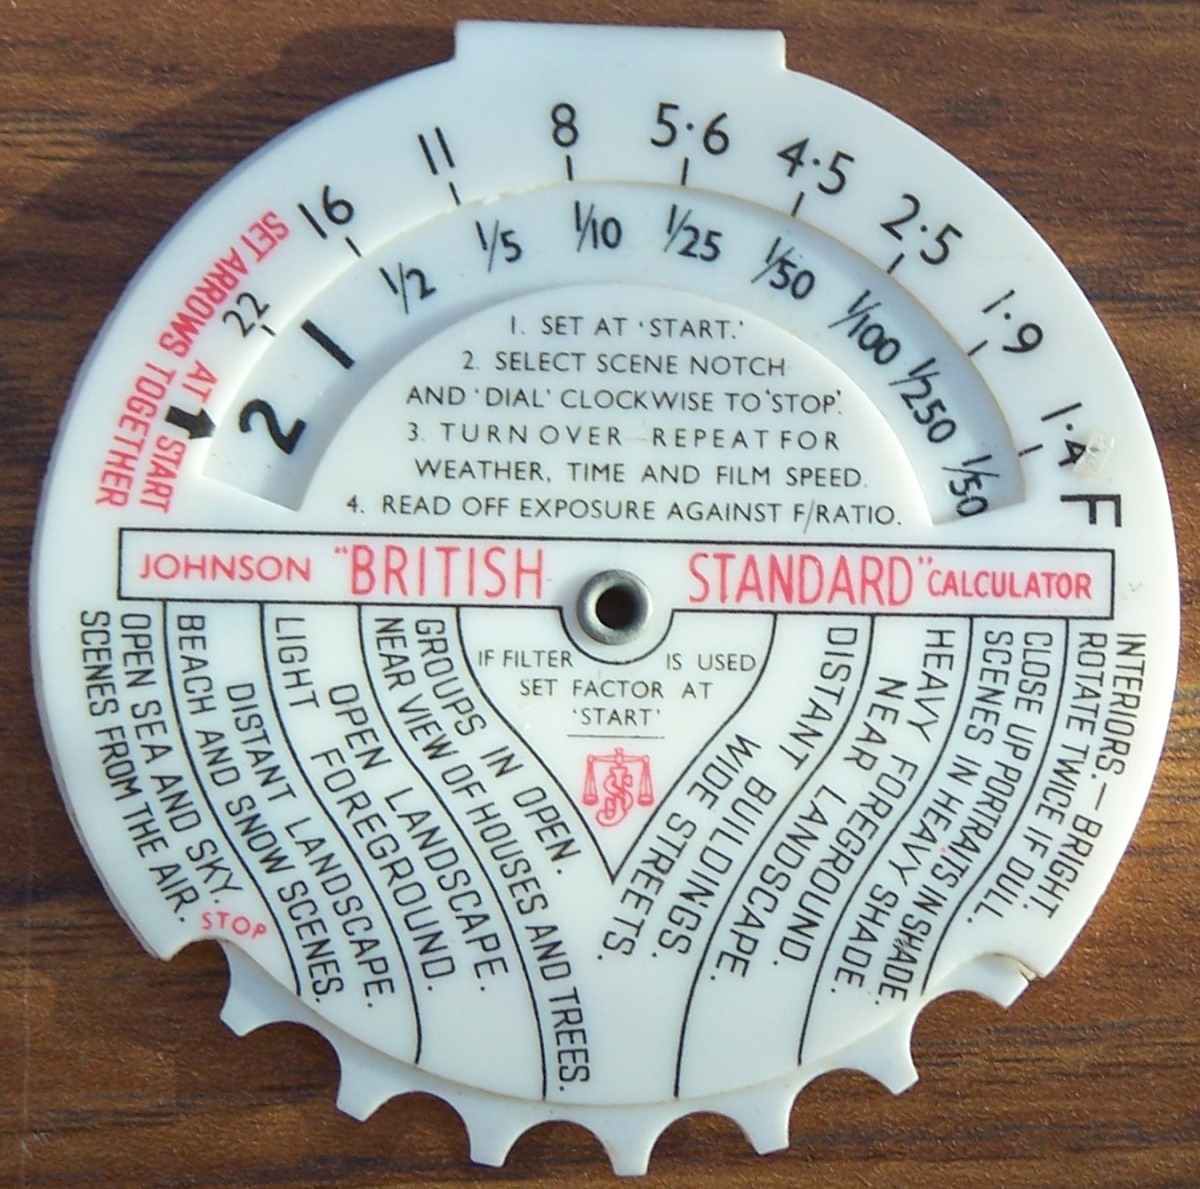 F
1·4
1·9
2·5
4·5
5·6
8
11
16
22
SET ARROWS TOGETHER
AT START
2
1
1/2
1/5
1/10
1/25
1/50
1/100
1/250
1/50
1. SET AT 'START.'
2. SELECT SCENE NOTCH
AND 'DIAL' CLOCKWISE TO 'STOP'.
3. TURN OVER REPEAT FOR
WEATHER, TIME AND FILM SPEED.
4. READ OFF EXPOSURE AGAINST F/RATIO.
JOHNSON "BRITISH STANDARD" CALCULATOR
IF FILTER IS USED
SET FACTOR AT
'START'
SCENES FROM THE AIR.
OPEN SEA AND SKY.
BEACH AND SNOW SCENES.
DISTANT LANDSCAPE.
LIGHT FOREGROUND.
OPEN LANDSCAPE.
NEAR VIEW OF HOUSES AND TREES.
GROUPS IN OPEN.
WIDE STREETS.
DISTANT BUILDINGS.
NEAR LANDSCAPE.
HEAVY FOREGROUND.
SCENES IN HEAVY SHADE.
CLOSE UP PORTRAITS IN SHADE.
INTERIORS.— BRIGHT.
ROTATE TWICE IF DULL.
STOP